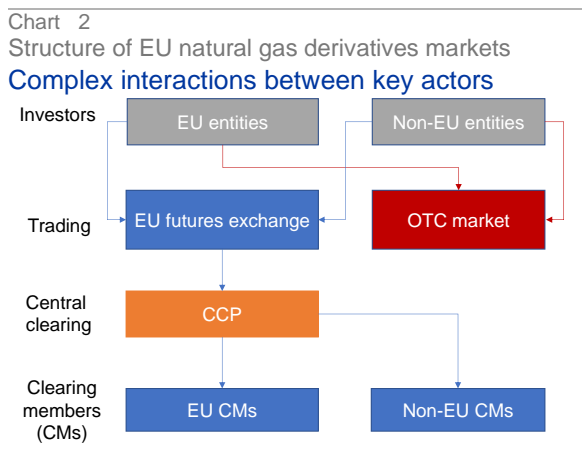 Chart 2
Structure of EU natural gas derivatives markets
Complex interactions between key actors
Investors
EU entities
Non-EU entities
Trading
EU futures exchange
OTC market
Central
clearing
CCP
Clearing
members
(CMs)
EU CMs
Non-EU CMs